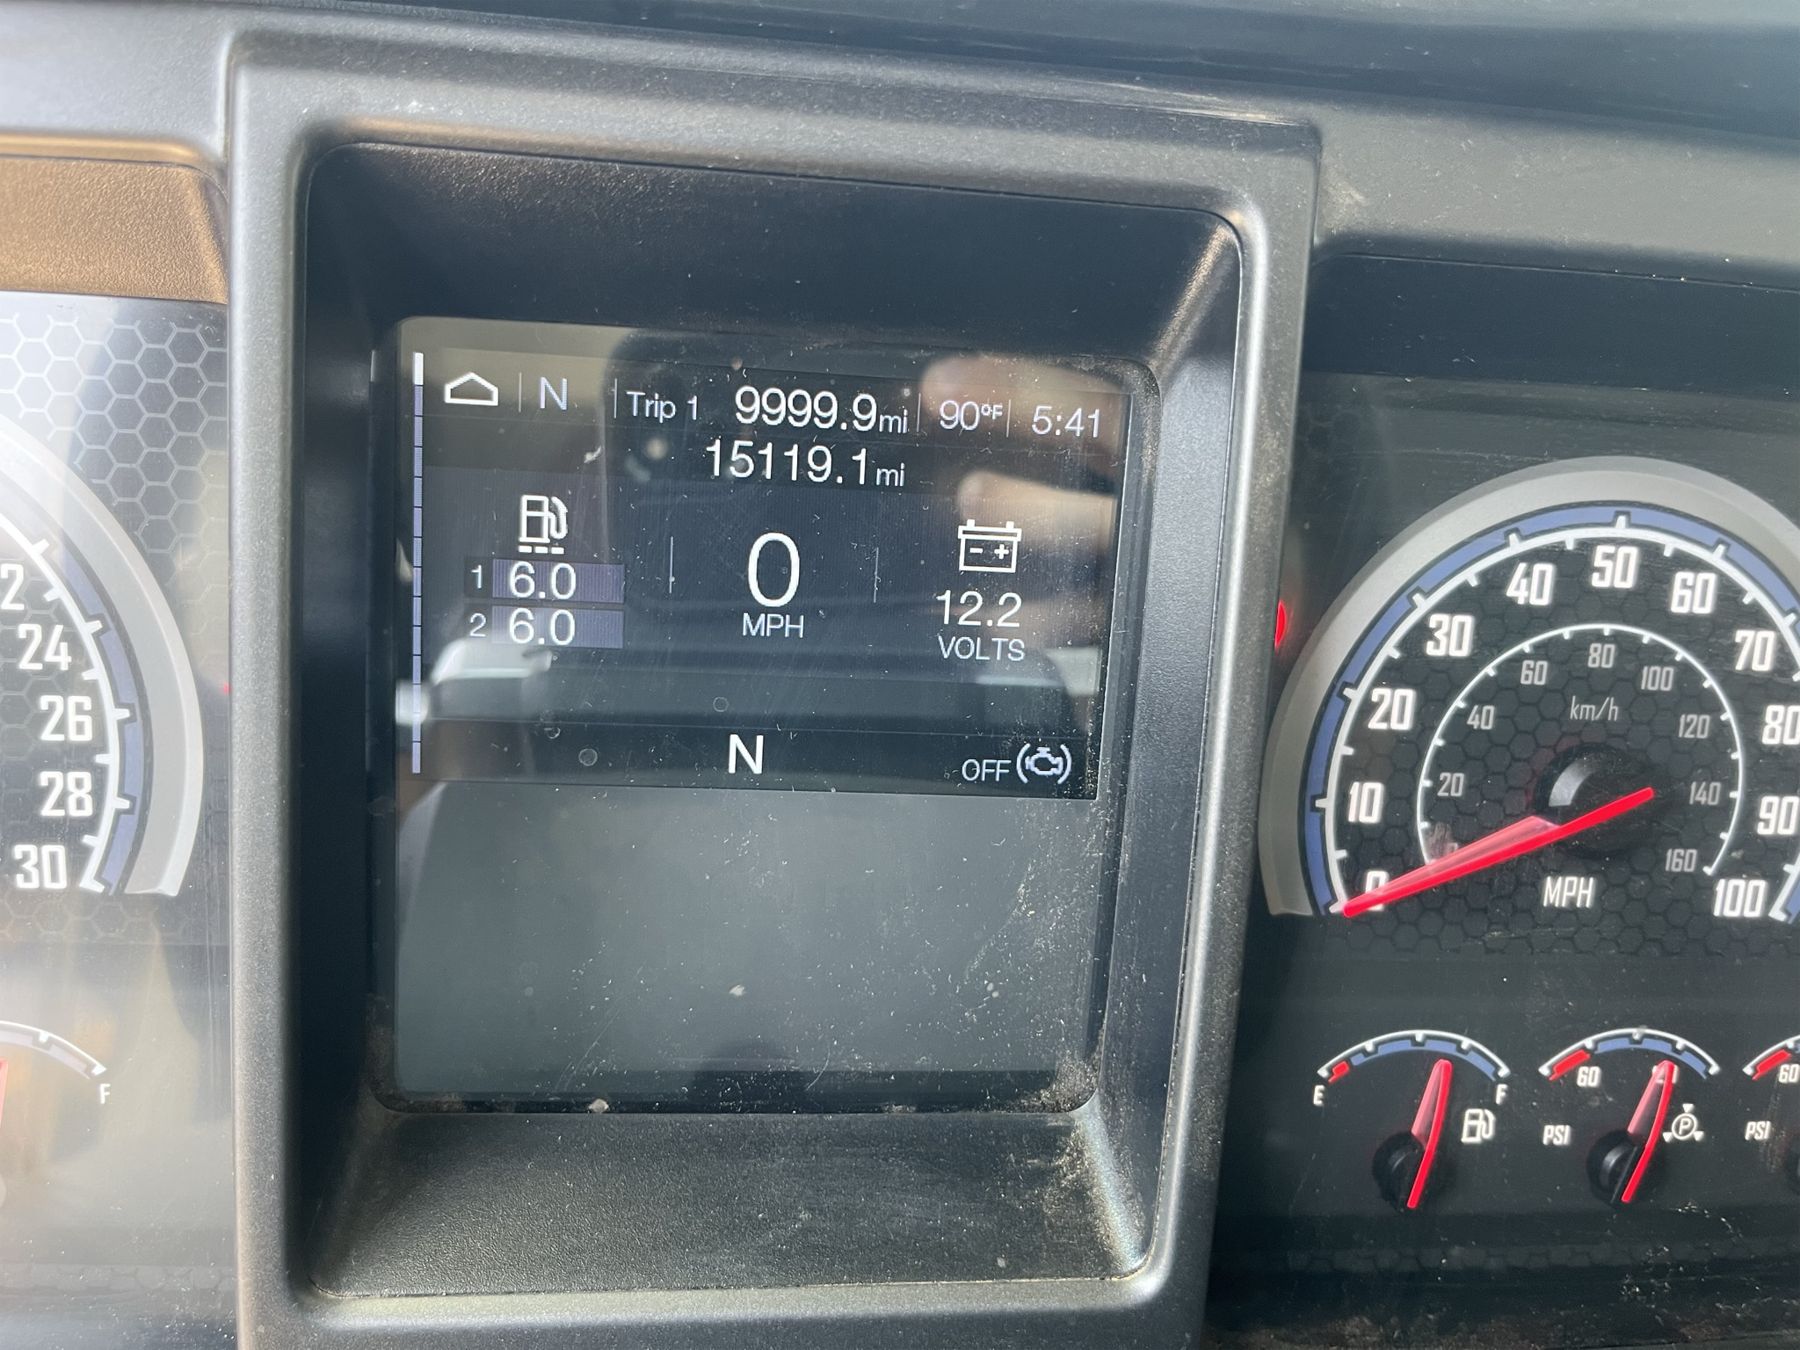 N Trip 1 9999.9mi 90°F 5:41
15119.1mi
1 6.0
2 6.0
0
MPH
12.2
VOLTS
N
OFF
24
26
28
30
F
0 10 20 30 40 50 60 70 80 90 100
20 40 60 80 100 120 140 160
km/h
MPH
E F
60
PSI
P
60
PSI